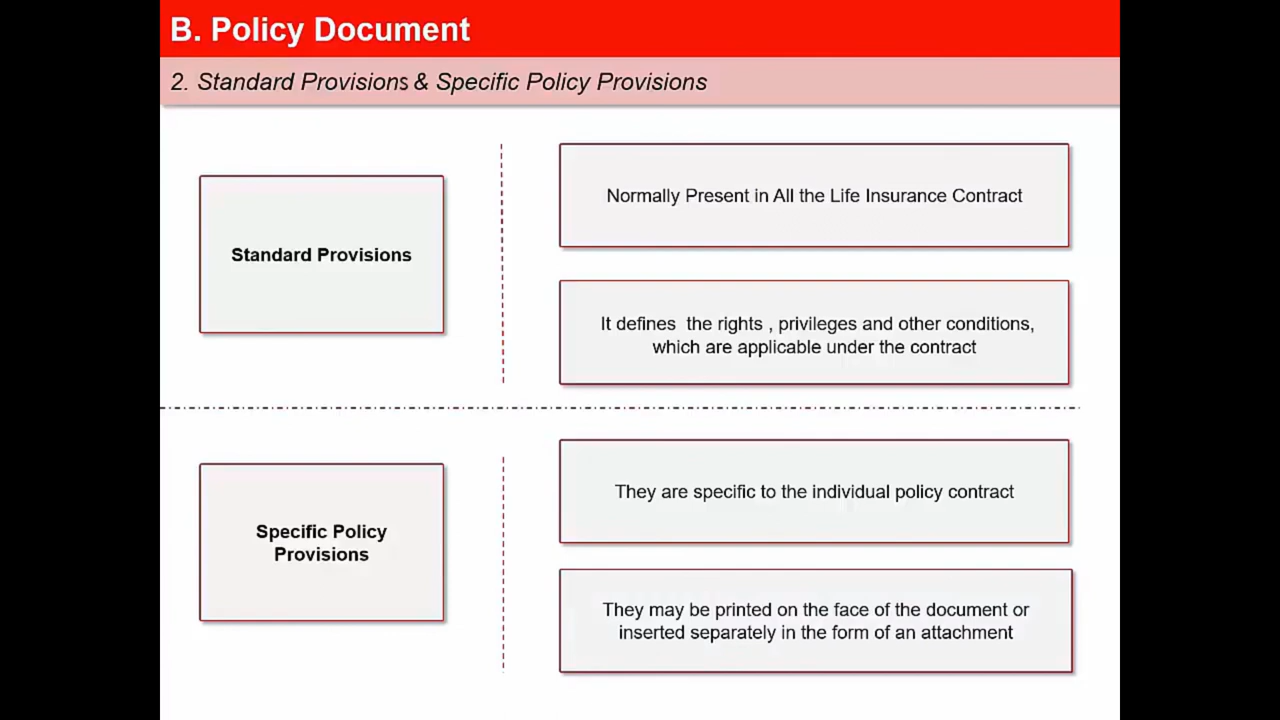 B. Policy Document
2. Standard Provisions & Specific Policy Provisions
Standard Provisions
Normally Present in All the Life Insurance Contract
It defines  the rights , privileges and other conditions,
which are applicable under the contract
Specific Policy
Provisions
They are specific to the individual policy contract
They may be printed on the face of the document or
inserted separately in the form of an attachment